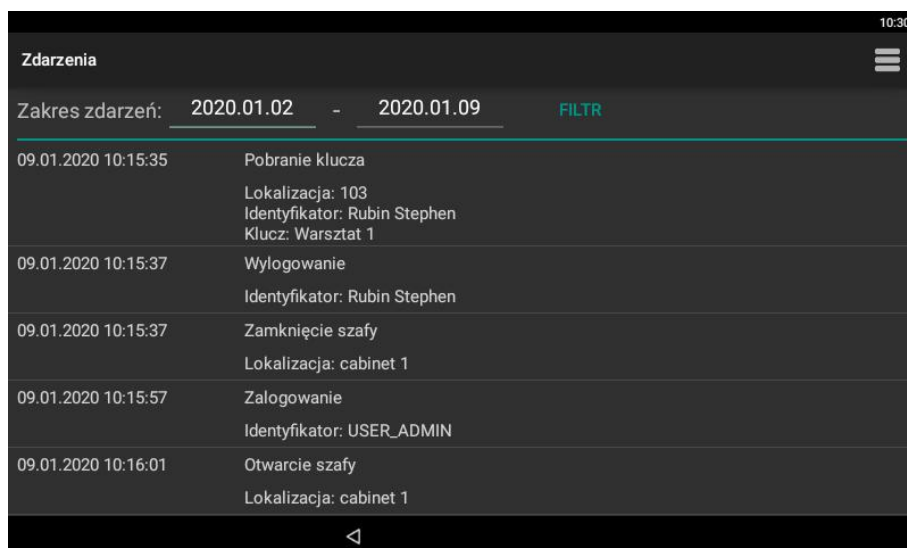 10:30
Zdarzenia
Zakres zdarzeń: 2020.01.02 - 2020.01.09 FILTR
09.01.2020 10:15:35 Pobranie klucza
Lokalizacja: 103
Identyfikator: Rubin Stephen
Klucz: Warsztat 1
09.01.2020 10:15:37 Wylogowanie
Identyfikator: Rubin Stephen
09.01.2020 10:15:37 Zamknięcie szafy
Lokalizacja: cabinet 1
09.01.2020 10:15:57 Zalogowanie
Identyfikator: USER_ADMIN
09.01.2020 10:16:01 Otwarcie szafy
Lokalizacja: cabinet 1